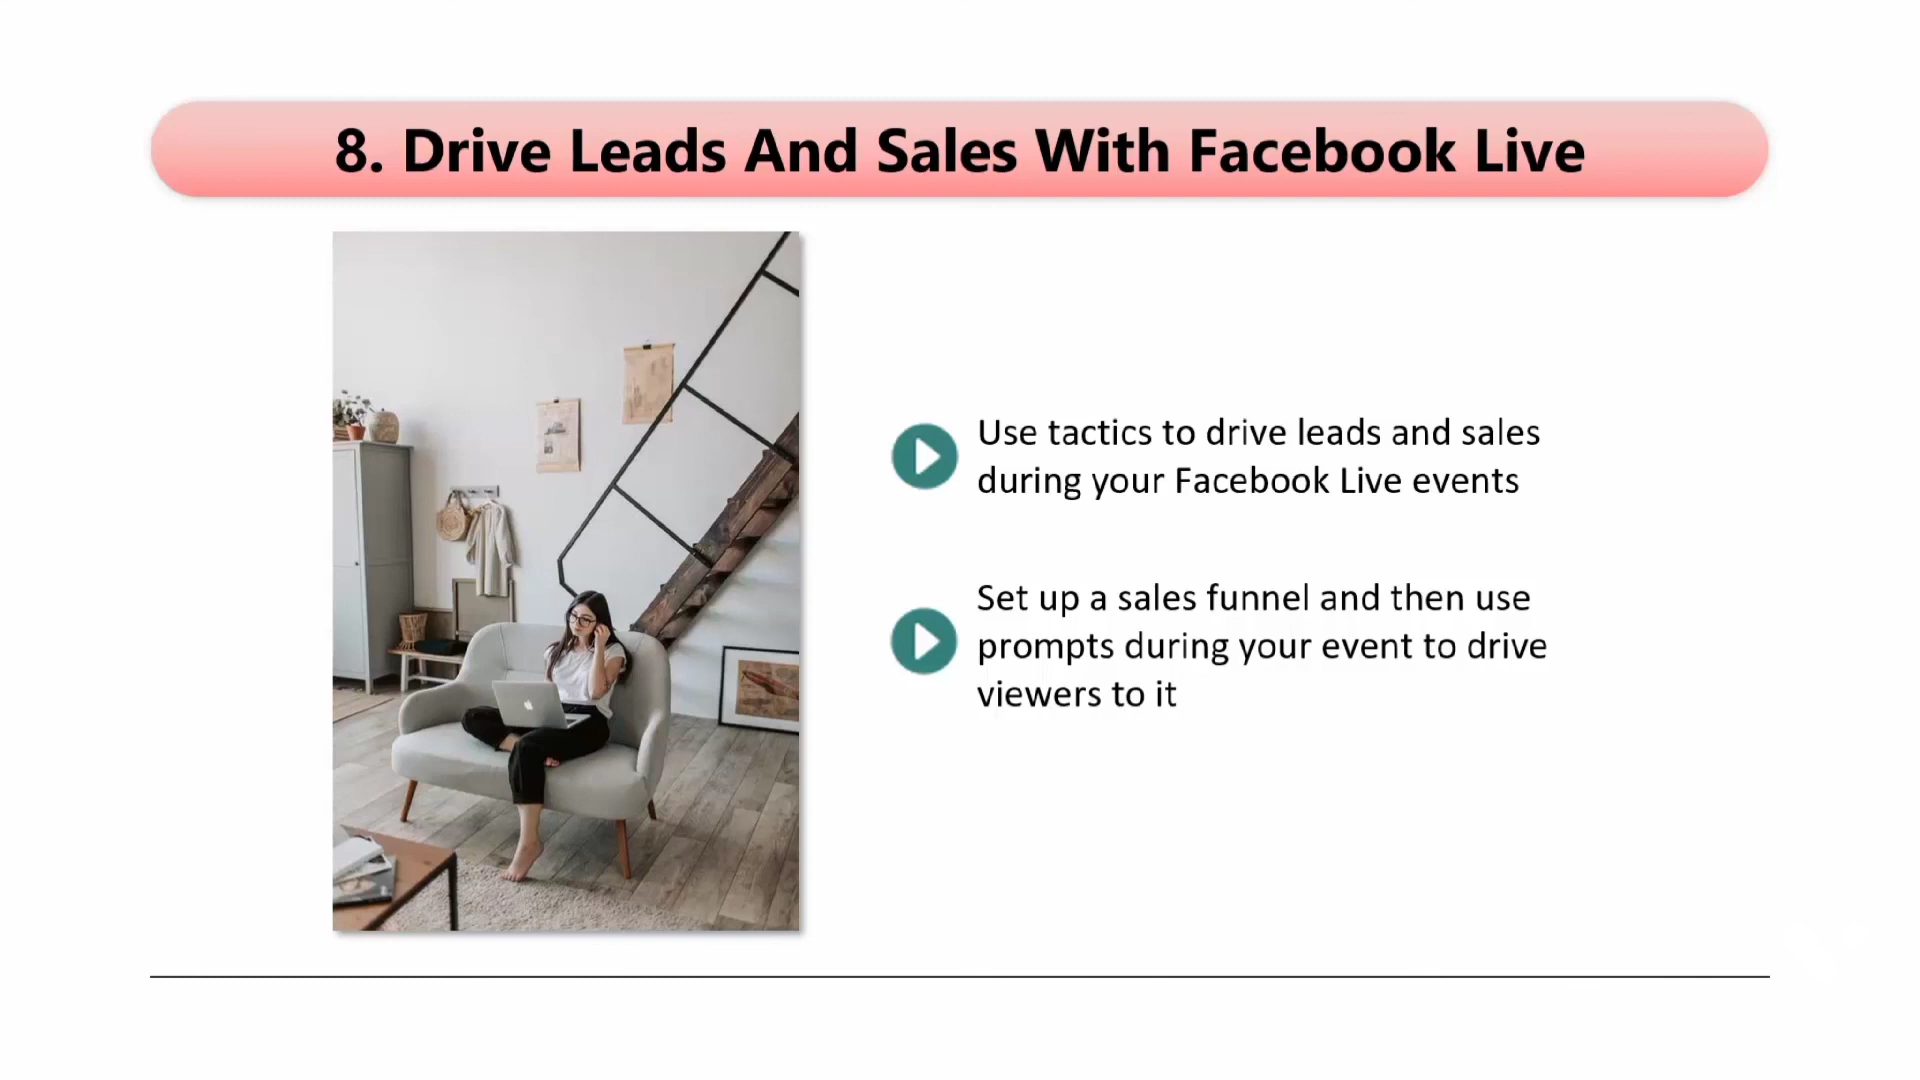 8. Drive Leads And Sales With Facebook Live
Use tactics to drive leads and sales
during your Facebook Live events
Set up a sales funnel and then use
prompts during your event to drive
viewers to it